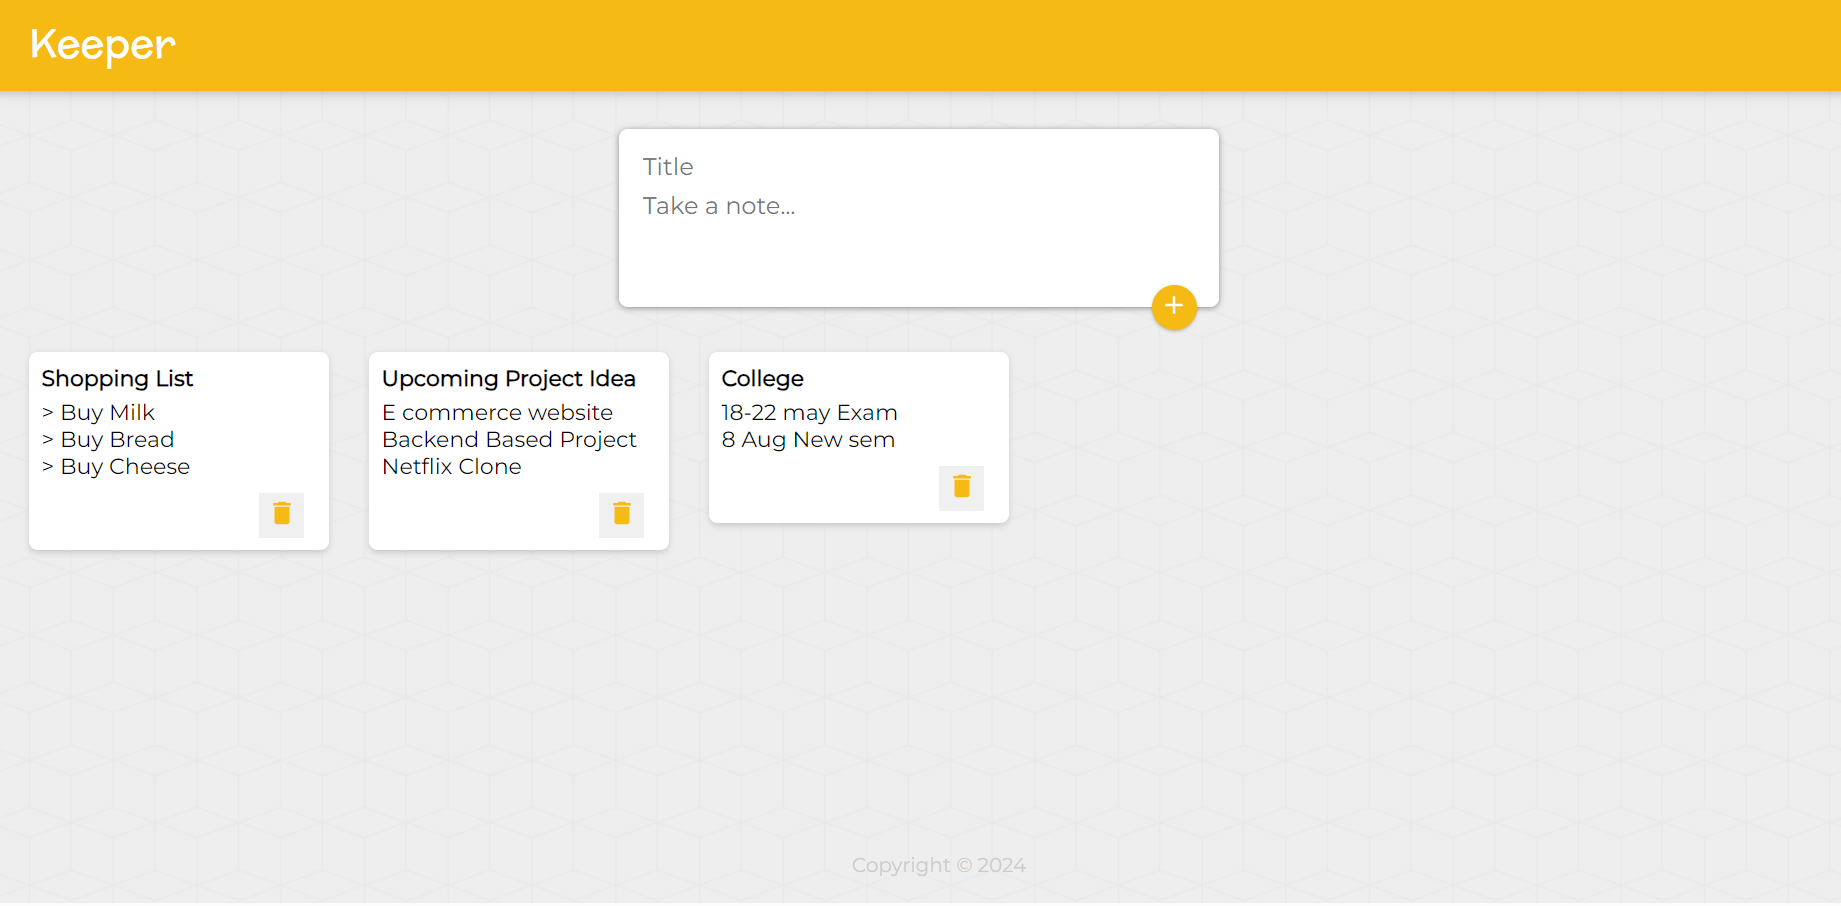 Keeper
Title
Take a note...
Shopping List
> Buy Milk
> Buy Bread
> Buy Cheese
Upcoming Project Idea
E commerce website
Backend Based Project
Netflix Clone
College
18-22 may Exam
8 Aug New sem
Copyright © 2024